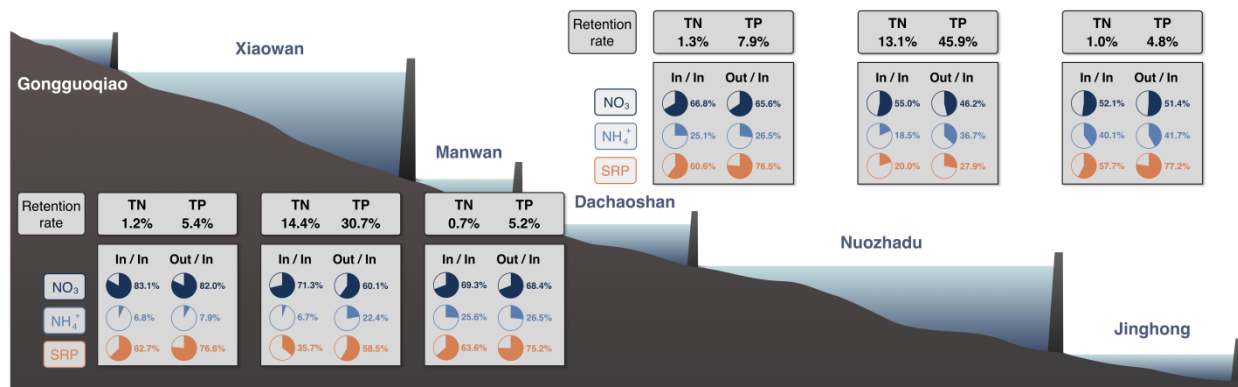 Xiaowan
Gongguoqiao
Manwan
Dachaoshan
Nuozhadu
Jinghong
Retention rate
TN TP
1.3% 7.9%
TN TP
13.1% 45.9%
TN TP
1.0% 4.8%
In / In Out / In
NO₃ 66.8% 65.6%
NH₄⁺ 25.1% 26.5%
SRP 60.6% 76.5%
In / In Out / In
55.0% 46.2%
18.5% 36.7%
20.0% 27.9%
In / In Out / In
52.1% 51.4%
40.1% 41.7%
57.7% 77.2%
Retention rate
TN TP
1.2% 5.4%
TN TP
14.4% 30.7%
TN TP
0.7% 5.2%
In / In Out / In
NO₃ 83.1% 82.0%
NH₄⁺ 6.8% 7.9%
SRP 62.7% 76.6%
In / In Out / In
71.3% 60.1%
6.7% 22.4%
35.7% 58.5%
In / In Out / In
69.3% 68.4%
25.6% 26.5%
63.6% 75.2%